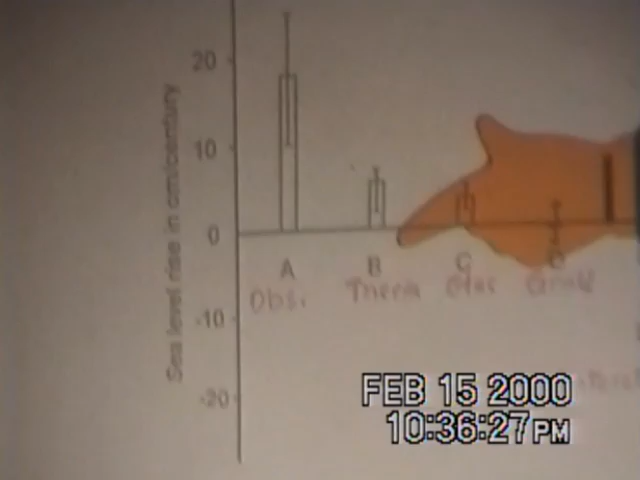 Sea level rise in cm/century
20
10
0
-10
-20
A B C D
Obs. Therm Glac
FEB 15 2000
10:36:27PM